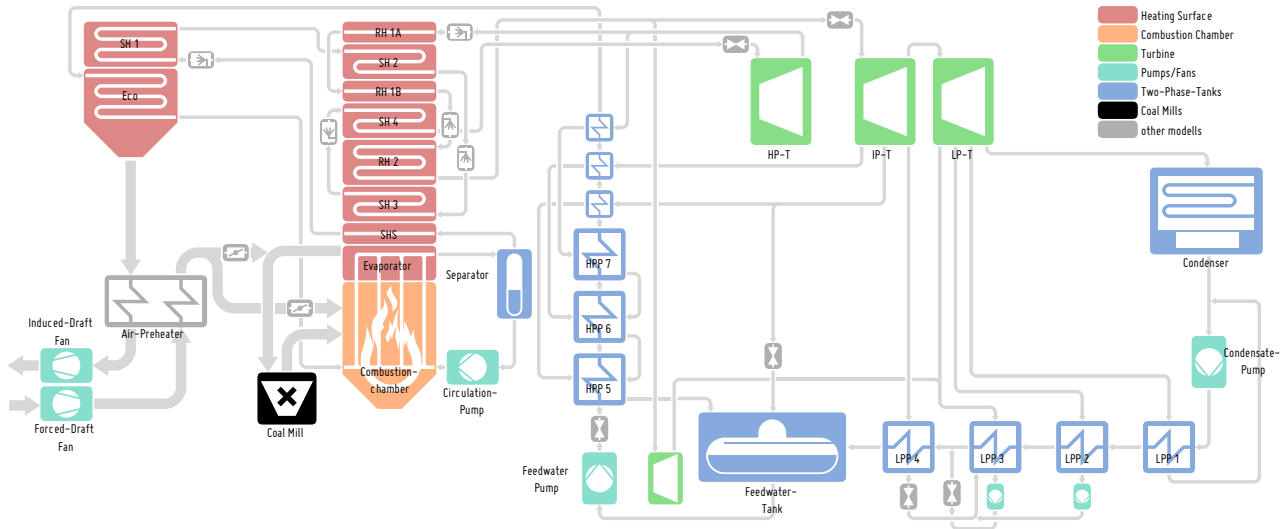 Heating Surface
Combustion Chamber
Turbine
Pumps/Fans
Two-Phase-Tanks
Coal Mills
other modells
SH 1
Eco
RH 1A
SH 2
RH 1B
SH 4
RH 2
SH 3
SHS
Evaporator
Separator
Combustion-
chamber
Circulation-
Pump
Air-Preheater
Induced-Draft
Fan
Forced-Draft
Fan
Coal Mill
HPP 7
HPP 6
HPP 5
Feedwater
Pump
HP-T
IP-T
LP-T
Condenser
Condensate-
Pump
Feedwater-
Tank
LPP 4
LPP 3
LPP 2
LPP 1